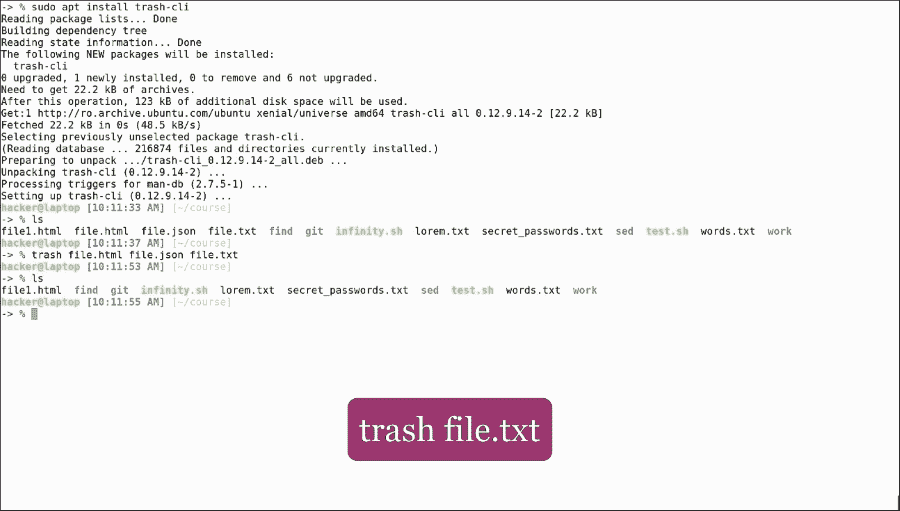 -> % sudo apt install trash-cli
Reading package lists... Done
Building dependency tree
Reading state information... Done
The following NEW packages will be installed:
  trash-cli
0 upgraded, 1 newly installed, 0 to remove and 6 not upgraded.
Need to get 22.2 kB of archives.
After this operation, 123 kB of additional disk space will be used.
Get:1 http://ro.archive.ubuntu.com/ubuntu xenial/universe amd64 trash-cli all 0.12.9.14-2 [22.2 kB]
Fetched 22.2 kB in 0s (48.5 kB/s)
Selecting previously unselected package trash-cli.
(Reading database ... 216874 files and directories currently installed.)
Preparing to unpack .../trash-cli_0.12.9.14-2_all.deb ...
Unpacking trash-cli (0.12.9.14-2) ...
Processing triggers for man-db (2.7.5-1) ...
Setting up trash-cli (0.12.9.14-2) ...
hacker@laptop [10:11:33 AM] [~/course]
-> % ls
file1.html  file.html  file.json  file.txt  find  git  infinity.sh  lorem.txt  secret_passwords.txt  sed  test.sh  words.txt  work
hacker@laptop [10:11:37 AM] [~/course]
-> % trash file.html file.json file.txt
hacker@laptop [10:11:53 AM] [~/course]
-> % ls
file1.html  find  git  infinity.sh  lorem.txt  secret_passwords.txt  sed  test.sh  words.txt  work
hacker@laptop [10:11:55 AM] [~/course]
-> %
trash file.txt